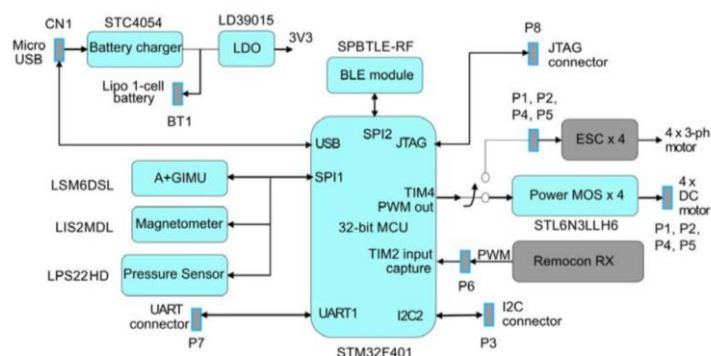 CN1
STC4054
LD39015
Micro
USB
Battery charger
LDO
3V3
Lipo 1-cell
battery
BT1
SPBTLE-RF
BLE module
P8
JTAG
connector
SPI2
USB
JTAG
P1, P2,
P4, P5
ESC x 4
4 x 3-ph
motor
LSM6DSL
A+GIMU
SPI1
TIM4
PWM out
Power MOS x 4
4 x
DC
motor
STL6N3LLH6
P1, P2,
P4, P5
LIS2MDL
Magnetometer
32-bit MCU
LPS22HD
Pressure Sensor
TIM2 input
capture
PWM
P6
Remocon RX
UART
connector
P7
UART1
I2C2
I2C
connector
P3
STM32F401